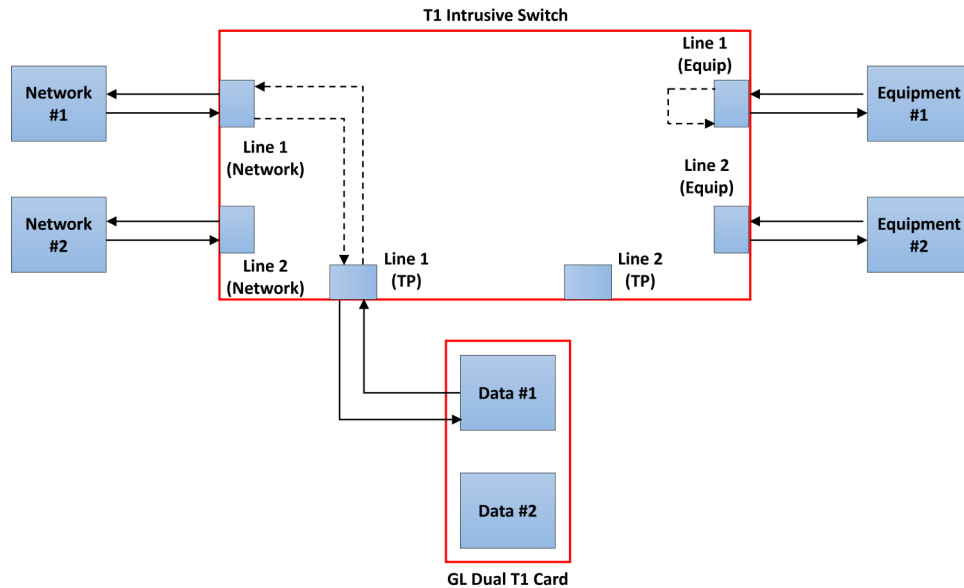 T1 Intrusive Switch
Network
#1
Line 1
(Equip)
Equipment
#1
Line 1
(Network)
Line 2
(Equip)
Network
#2
Equipment
#2
Line 2
(Network)
Line 1
(TP)
Line 2
(TP)
Data #1
Data #2
GL Dual T1 Card